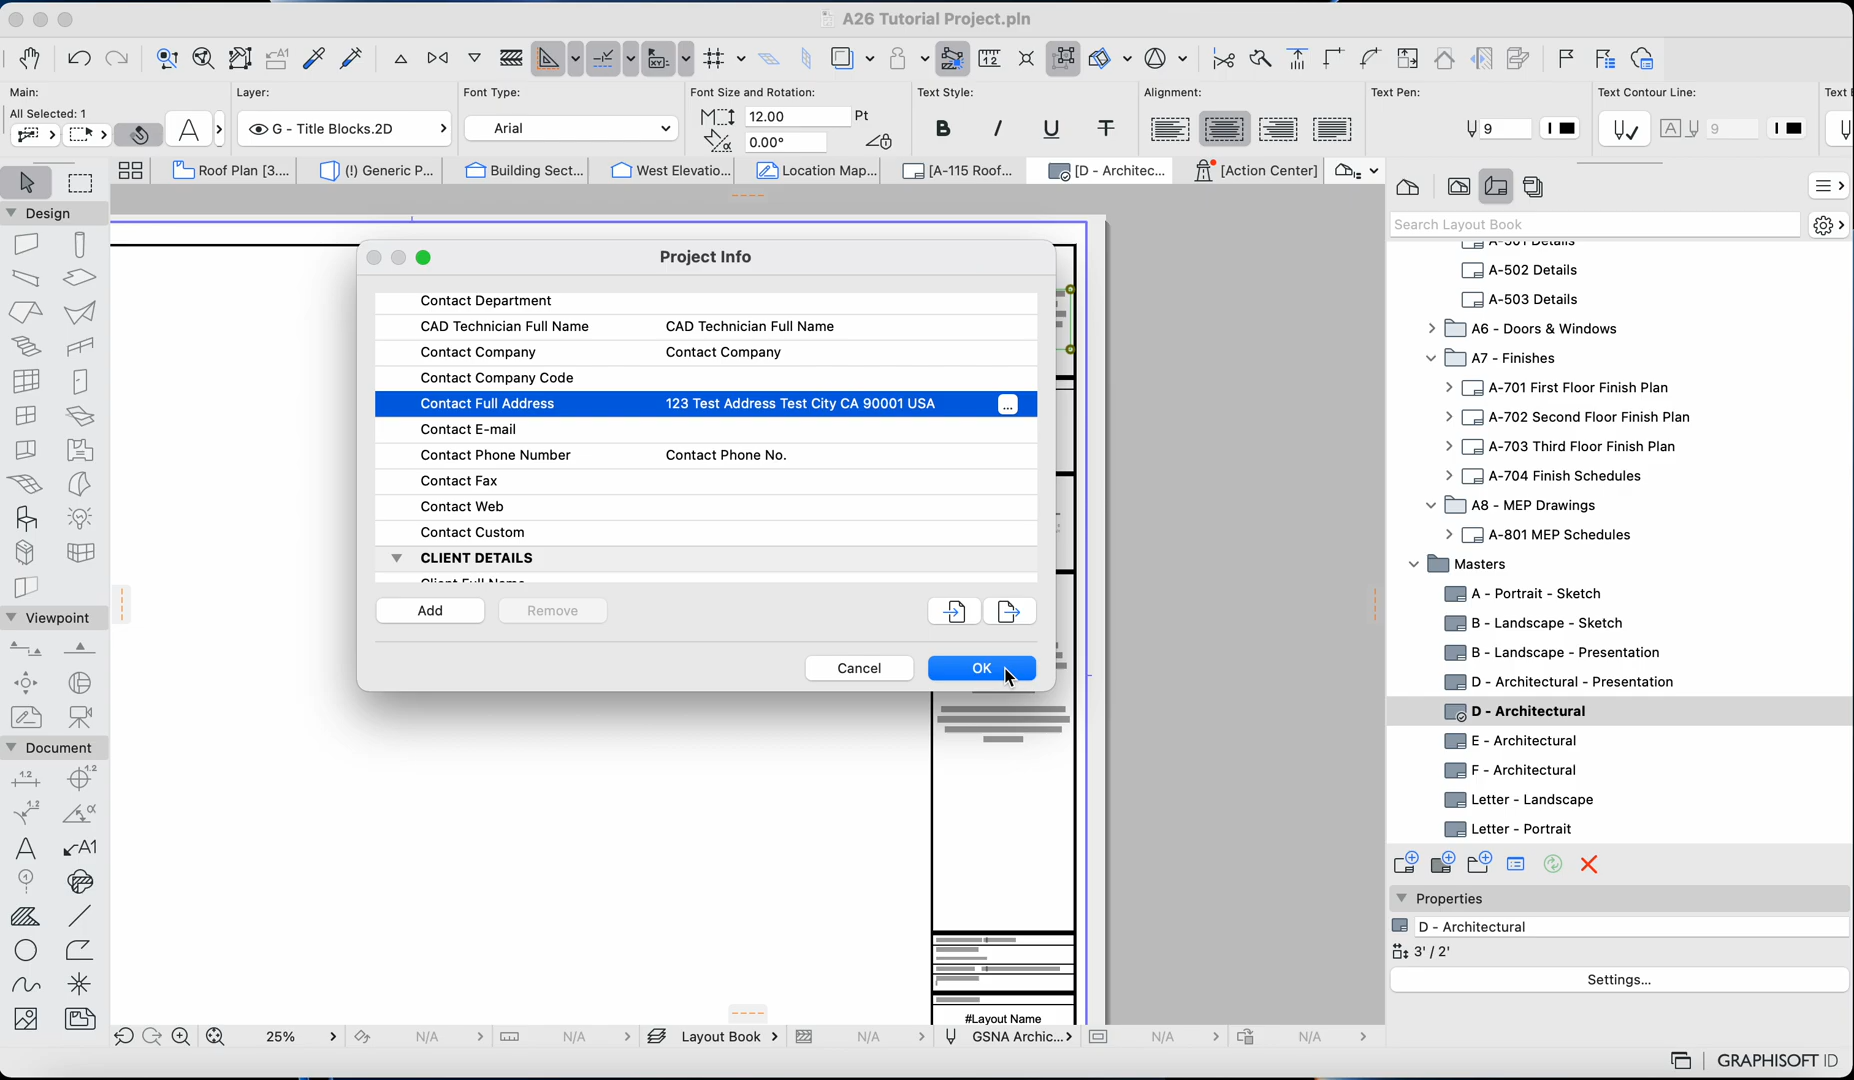 A26 Tutorial Project.pln
Main:
All Selected: 1
Layer:
G - Title Blocks.2D
Font Type:
Arial
Font Size and Rotation:
12.00
Pt
0.00°
Text Style:
Alignment:
Text Pen:
9
Text Contour Line:
9
Text
Roof Plan [3....
(!) Generic P...
Building Sect...
West Elevatio...
Location Map...
[A-115 Roof...
[D - Architec...
[Action Center]
Design
Viewpoint
Document
Project Info
Contact Department
CAD Technician Full Name CAD Technician Full Name
Contact Company Contact Company
Contact Company Code
Contact Full Address 123 Test Address Test City CA 90001 USA ...
Contact E-mail
Contact Phone Number Contact Phone No.
Contact Fax
Contact Web
Contact Custom
CLIENT DETAILS
Client Full Name
Add
Remove
Cancel
OK
#Layout Name
Search Layout Book
A-501 Details
A-502 Details
A-503 Details
A6 - Doors & Windows
A7 - Finishes
A-701 First Floor Finish Plan
A-702 Second Floor Finish Plan
A-703 Third Floor Finish Plan
A-704 Finish Schedules
A8 - MEP Drawings
A-801 MEP Schedules
Masters
A - Portrait - Sketch
B - Landscape - Sketch
B - Landscape - Presentation
D - Architectural - Presentation
D - Architectural
E - Architectural
F - Architectural
Letter - Landscape
Letter - Portrait
Properties
D - Architectural
3' / 2'
Settings...
25%
N/A
N/A
Layout Book
N/A
GSNA Archic...
N/A
N/A
GRAPHISOFT ID